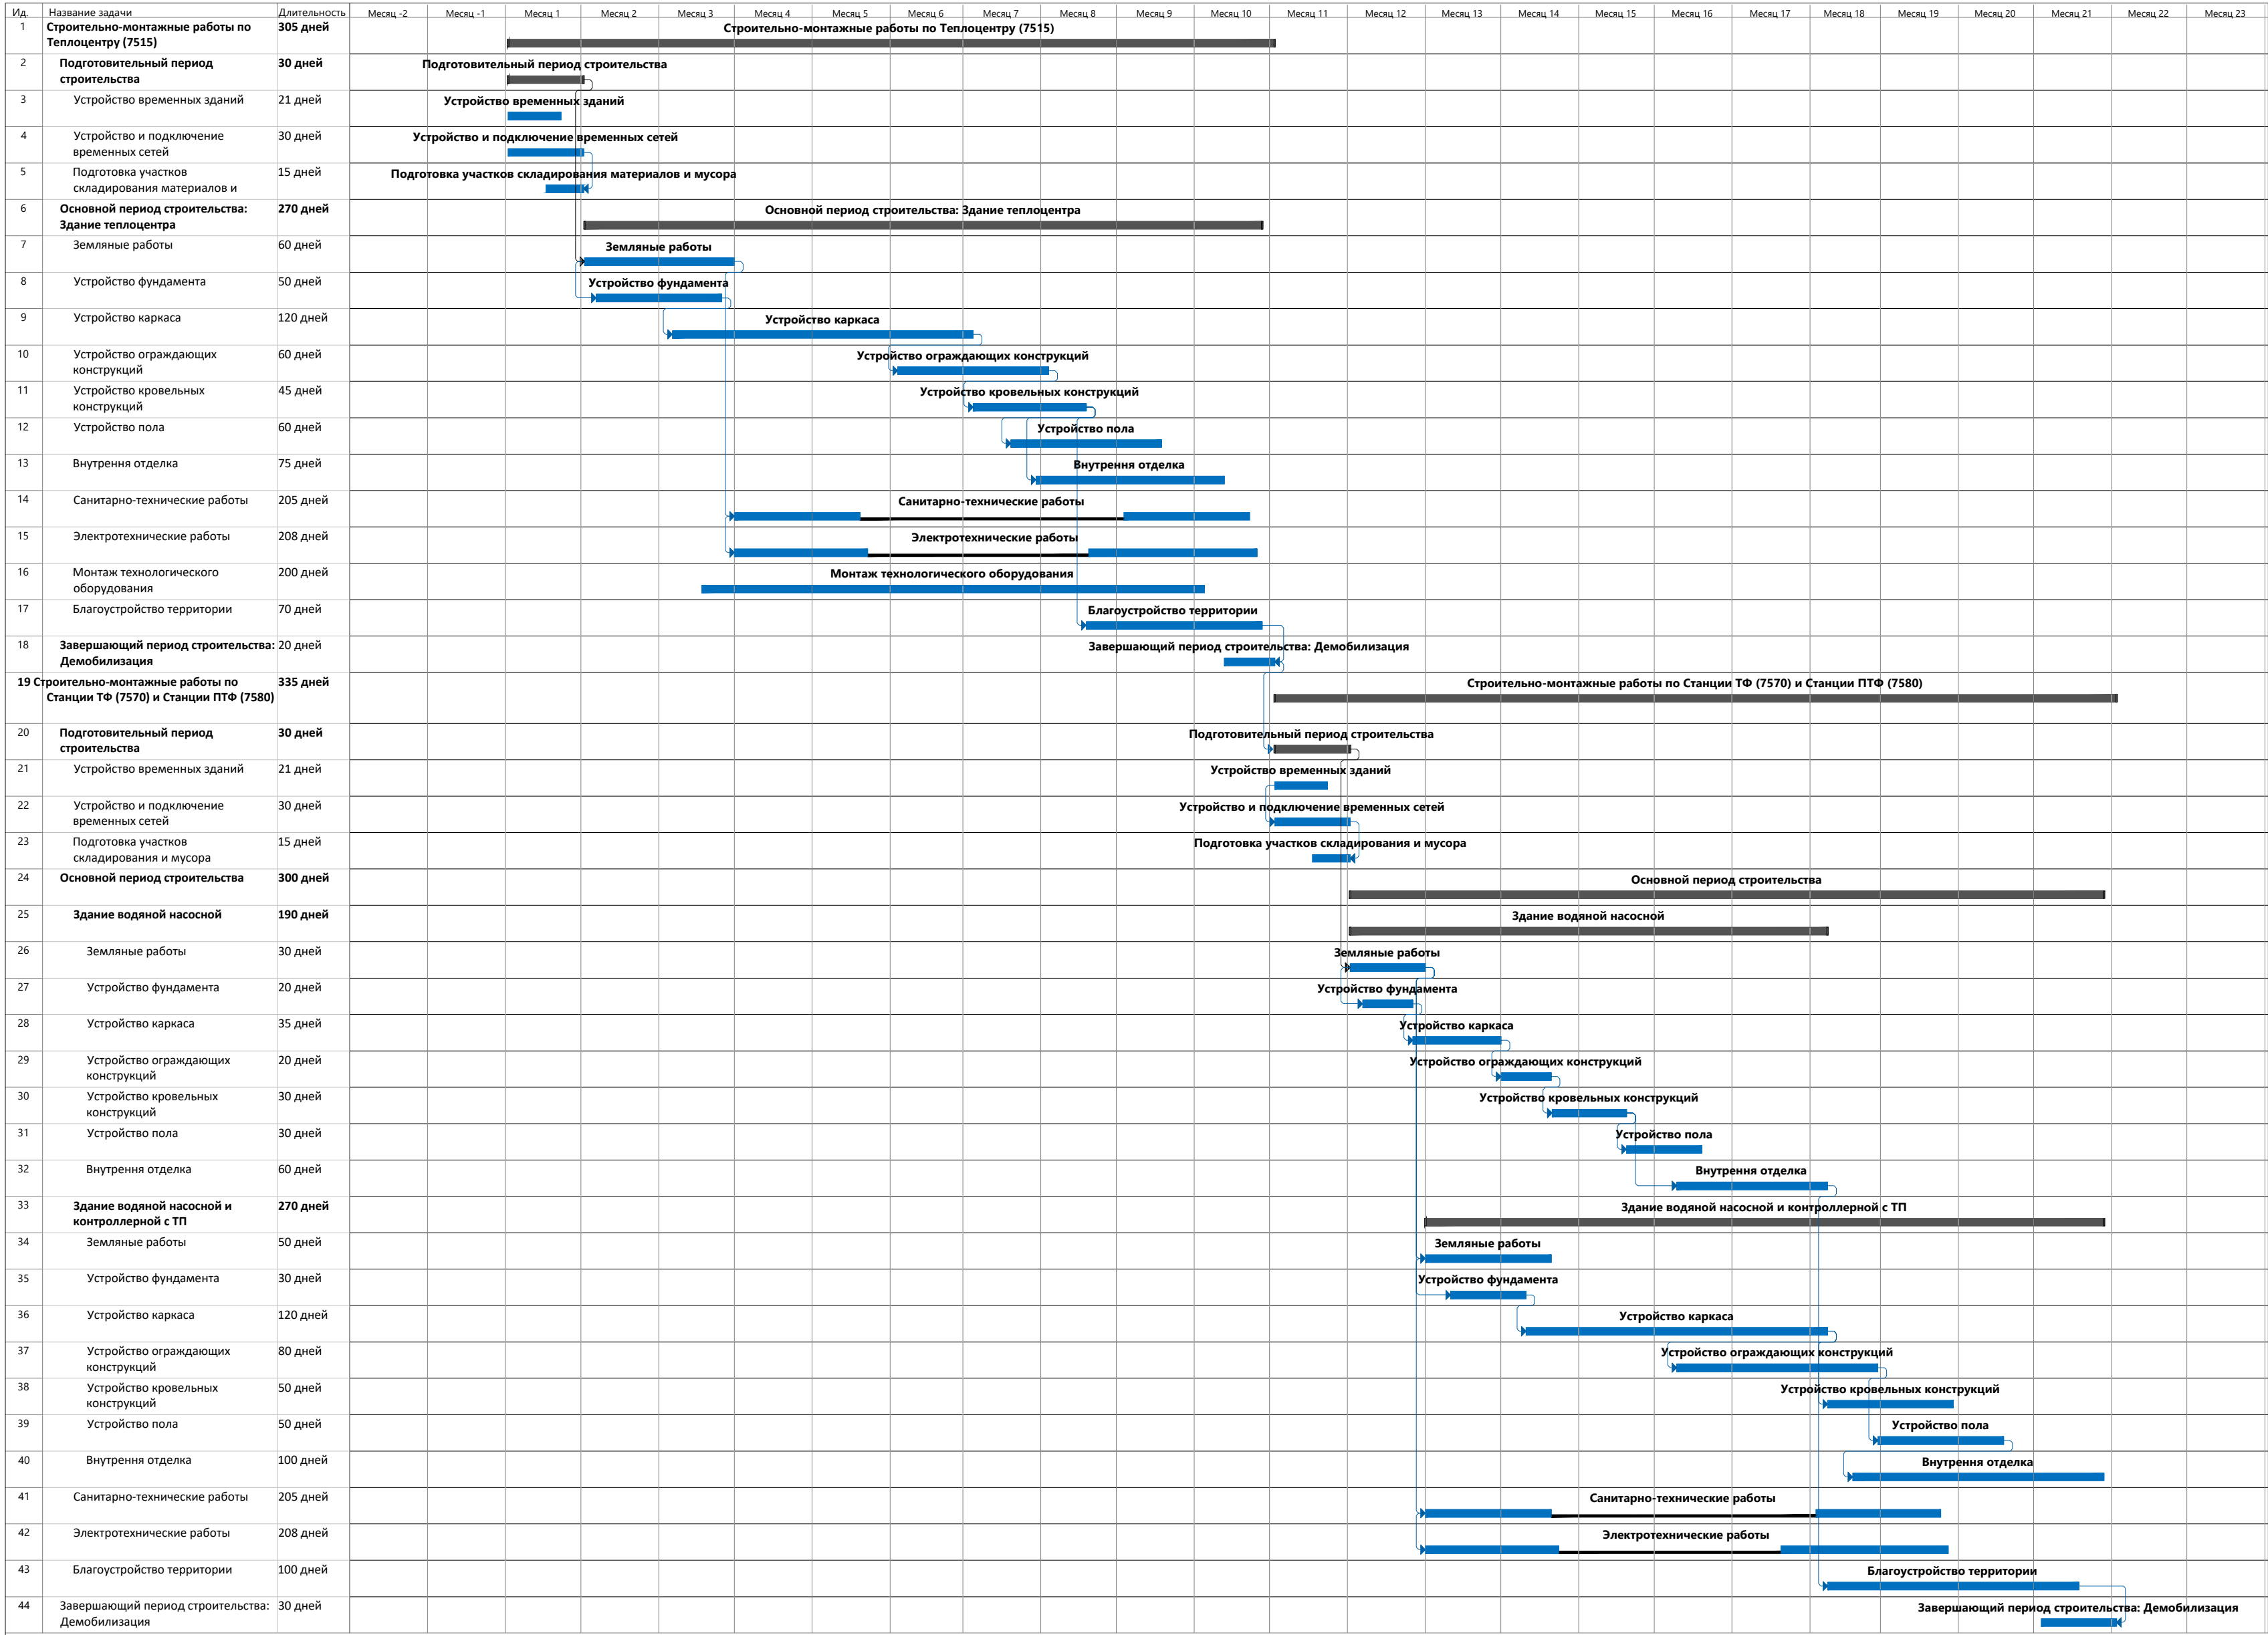 Ид. Название задачи Длительность Месяц -2 Месяц -1 Месяц 1 Месяц 2 Месяц 3 Месяц 4 Месяц 5 Месяц 6 Месяц 7 Месяц 8 Месяц 9 Месяц 10 Месяц 11 Месяц 12 Месяц 13 Месяц 14 Месяц 15 Месяц 16 Месяц 17 Месяц 18 Месяц 19 Месяц 20 Месяц 21 Месяц 22 Месяц 23
1 Строительно-монтажные работы по 305 дней Строительно-монтажные работы по Теплоцентру (7515)
Теплоцентру (7515)
2 Подготовительный период 30 дней Подготовительный период строительства
строительства
3 Устройство временных зданий 21 дней Устройство временных зданий
4 Устройство и подключение 30 дней Устройство и подключение временных сетей
временных сетей
5 Подготовка участков 15 дней Подготовка участков складирования материалов и мусора
складирования материалов и
6 Основной период строительства: 270 дней Основной период строительства: Здание теплоцентра
Здание теплоцентра
7 Земляные работы 60 дней Земляные работы
8 Устройство фундамента 50 дней Устройство фундамента
9 Устройство каркаса 120 дней Устройство каркаса
10 Устройство ограждающих 60 дней Устройство ограждающих конструкций
конструкций
11 Устройство кровельных 45 дней Устройство кровельных конструкций
конструкций
12 Устройство пола 60 дней Устройство пола
13 Внутрення отделка 75 дней Внутрення отделка
14 Санитарно-технические работы 205 дней Санитарно-технические работы
15 Электротехнические работы 208 дней Электротехнические работы
16 Монтаж технологического 200 дней Монтаж технологического оборудования
оборудования
17 Благоустройство территории 70 дней Благоустройство территории
18 Завершающий период строительства: 20 дней Завершающий период строительства: Демобилизация
Демобилизация
19 Строительно-монтажные работы по 335 дней Строительно-монтажные работы по Станции ТФ (7570) и Станции ПТФ (7580)
Станции ТФ (7570) и Станции ПТФ (7580)
20 Подготовительный период 30 дней Подготовительный период строительства
строительства
21 Устройство временных зданий 21 дней Устройство временных зданий
22 Устройство и подключение 30 дней Устройство и подключение временных сетей
временных сетей
23 Подготовка участков 15 дней Подготовка участков складирования и мусора
складирования и мусора
24 Основной период строительства 300 дней Основной период строительства
25 Здание водяной насосной 190 дней Здание водяной насосной
26 Земляные работы 30 дней Земляные работы
27 Устройство фундамента 20 дней Устройство фундамента
28 Устройство каркаса 35 дней Устройство каркаса
29 Устройство ограждающих 20 дней Устройство ограждающих конструкций
конструкций
30 Устройство кровельных 30 дней Устройство кровельных конструкций
конструкций
31 Устройство пола 30 дней Устройство пола
32 Внутрення отделка 60 дней Внутрення отделка
33 Здание водяной насосной и 270 дней Здание водяной насосной и контроллерной с ТП
контроллерной с ТП
34 Земляные работы 50 дней Земляные работы
35 Устройство фундамента 30 дней Устройство фундамента
36 Устройство каркаса 120 дней Устройство каркаса
37 Устройство ограждающих 80 дней Устройство ограждающих конструкций
конструкций
38 Устройство кровельных 50 дней Устройство кровельных конструкций
конструкций
39 Устройство пола 50 дней Устройство пола
40 Внутрення отделка 100 дней Внутрення отделка
41 Санитарно-технические работы 205 дней Санитарно-технические работы
42 Электротехнические работы 208 дней Электротехнические работы
43 Благоустройство территории 100 дней Благоустройство территории
44 Завершающий период строительства: 30 дней Завершающий период строительства: Демобилизация
Демобилизация